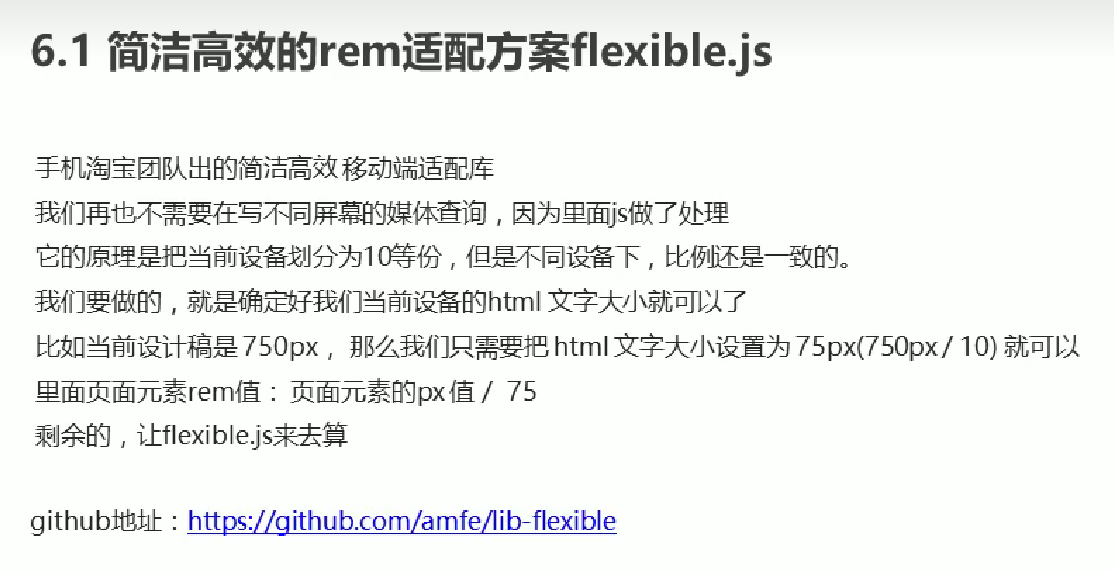 6.1 简洁高效的rem适配方案flexible.js
手机淘宝团队出的简洁高效 移动端适配库
我们再也不需要在写不同屏幕的媒体查询，因为里面js做了处理
它的原理是把当前设备划分为10等份，但是不同设备下，比例还是一致的。
我们要做的，就是确定好我们当前设备的html 文字大小就可以了
比如当前设计稿是 750px， 那么我们只需要把 html 文字大小设置为 75px(750px / 10) 就可以
里面页面元素rem值： 页面元素的px 值 / 75
剩余的，让flexible.js来去算
github地址：https://github.com/amfe/lib-flexible